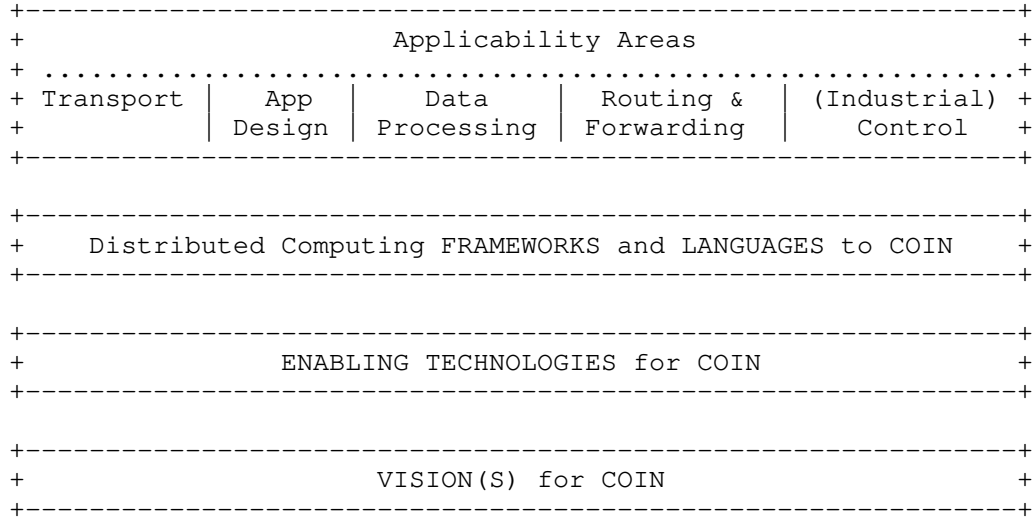 +--------------------------------------------------------------+
+                       Applicability Areas                    +
+ .............................................................+
+ Transport |   App  |    Data    |  Routing &  | (Industrial) +
+           | Design | Processing | Forwarding  |    Control   +
+--------------------------------------------------------------+
+--------------------------------------------------------------+
+    Distributed Computing FRAMEWORKS and LANGUAGES to COIN    +
+--------------------------------------------------------------+
+--------------------------------------------------------------+
+                ENABLING TECHNOLOGIES for COIN                +
+--------------------------------------------------------------+
+--------------------------------------------------------------+
+                      VISION(S) for COIN                      +
+--------------------------------------------------------------+